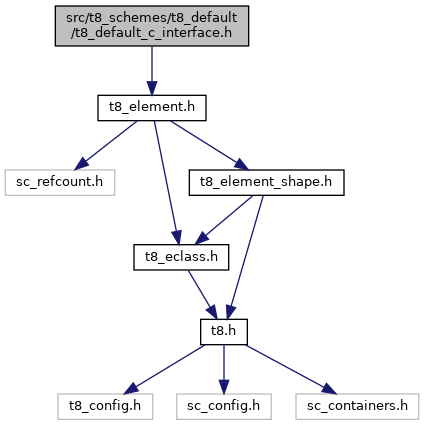 src/t8_schemes/t8_default
/t8_default_c_interface.h
t8_element.h
sc_refcount.h
t8_element_shape.h
t8_eclass.h
t8.h
t8_config.h
sc_config.h
sc_containers.h